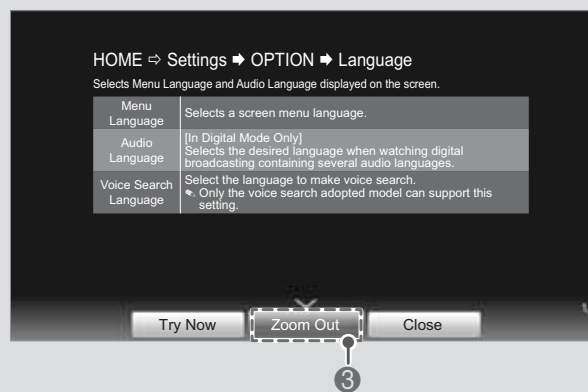 HOME ⇨ Settings ➡ OPTION ➡ Language
Selects Menu Language and Audio Language displayed on the screen.
Menu
Language
Selects a screen menu language.
Audio
Language
[In Digital Mode Only]
Selects the desired language when watching digital
broadcasting containing several audio languages.
Voice Search
Language
Select the language to make voice search.
✎ Only the voice search adopted model can support this
setting.
Try Now
Zoom Out
Close
3